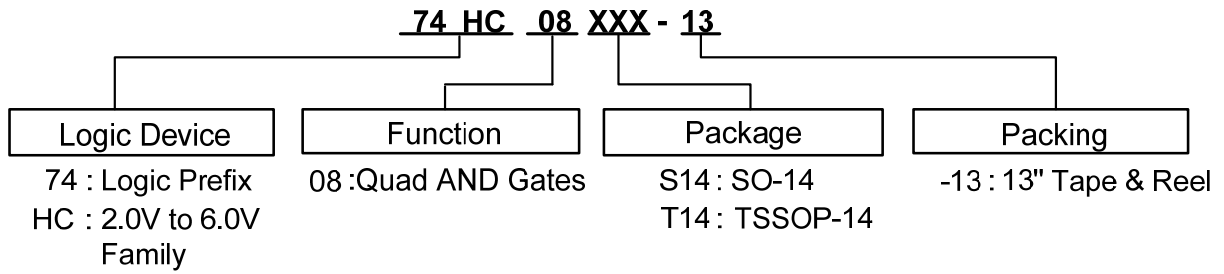 74 HC 08 XXX - 13
Logic Device
Function
Package
Packing
74 : Logic Prefix
08 :Quad AND Gates
S14 : SO-14
-13 : 13" Tape & Reel
HC : 2.0V to 6.0V
T14 : TSSOP-14
Family